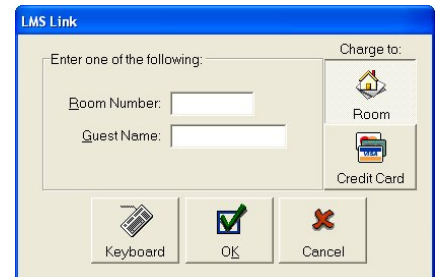 LMS Link
Enter one of the following:
Room Number:
Guest Name:
Charge to:
Room
VISA
Credit Card
Keyboard
OK
Cancel